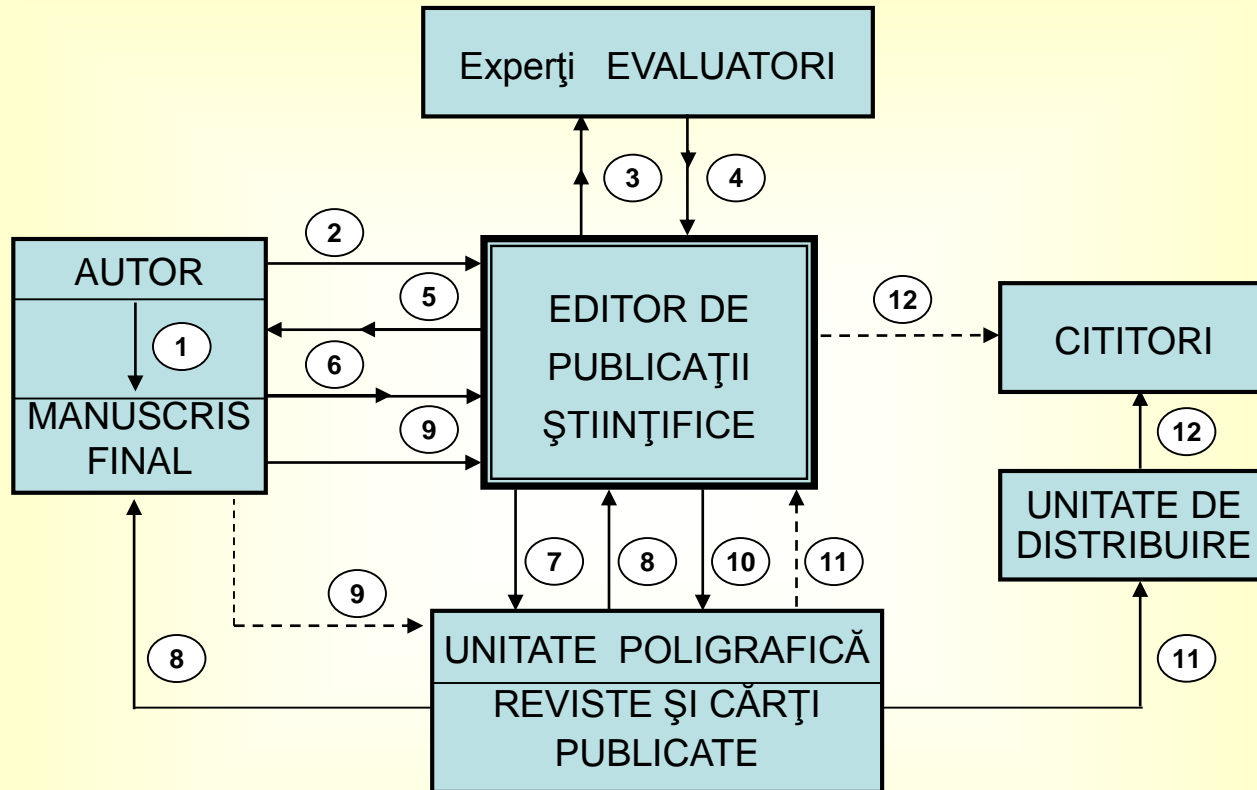 Experţi EVALUATORI
3
4
2
AUTOR
5
EDITOR DE
PUBLICAŢII
ŞTIINŢIFICE
12
CITITORI
1
6
MANUSCRIS
FINAL
9
12
UNITATE DE
DISTRIBUIRE
7
8
10
11
9
UNITATE POLIGRAFICĂ
8
11
REVISTE ŞI CĂRŢI
PUBLICATE